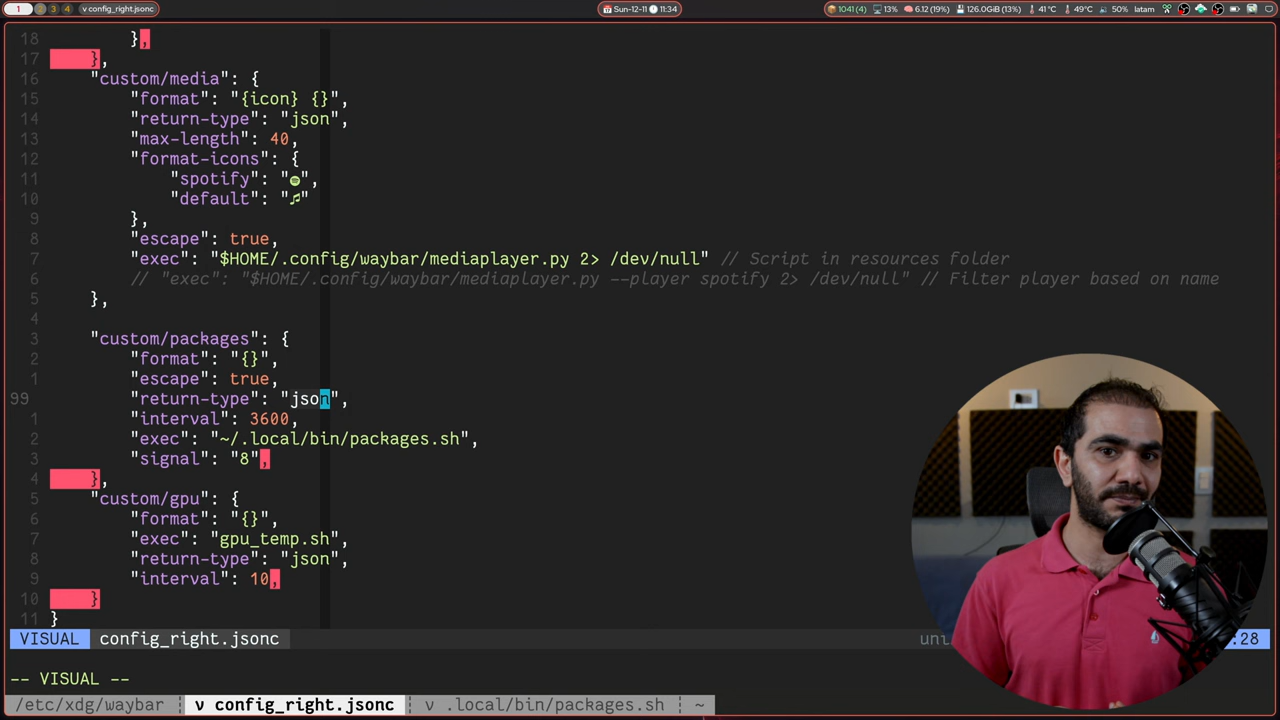 1 2 3 4 ν config_right.jsonc Sun-12-11 11:34 1041 (4) 13% 6.12 (19%) 126.0GiB (13%) 41°C 49°C 50% latam
18 },
17 },
16 "custom/media": {
15 "format": "{icon} {}",
14 "return-type": "json",
13 "max-length": 40,
12 "format-icons": {
11 "spotify": "",
10 "default": "🎜"
9 },
8 "escape": true,
7 "exec": "$HOME/.config/waybar/mediaplayer.py 2> /dev/null" // Script in resources folder
6 // "exec": "$HOME/.config/waybar/mediaplayer.py --player spotify 2> /dev/null" // Filter player based on name
5 },
4
3 "custom/packages": {
2 "format": "{}",
1 "escape": true,
99 "return-type": "json",
1 "interval": 3600,
2 "exec": "~/.local/bin/packages.sh",
3 "signal": "8",
4 },
5 "custom/gpu": {
6 "format": "{}",
7 "exec": "gpu_temp.sh",
8 "return-type": "json",
9 "interval": 10,
10 }
11 }
VISUAL config_right.jsonc :28
-- VISUAL --
/etc/xdg/waybar ν config_right.jsonc ν .local/bin/packages.sh ~